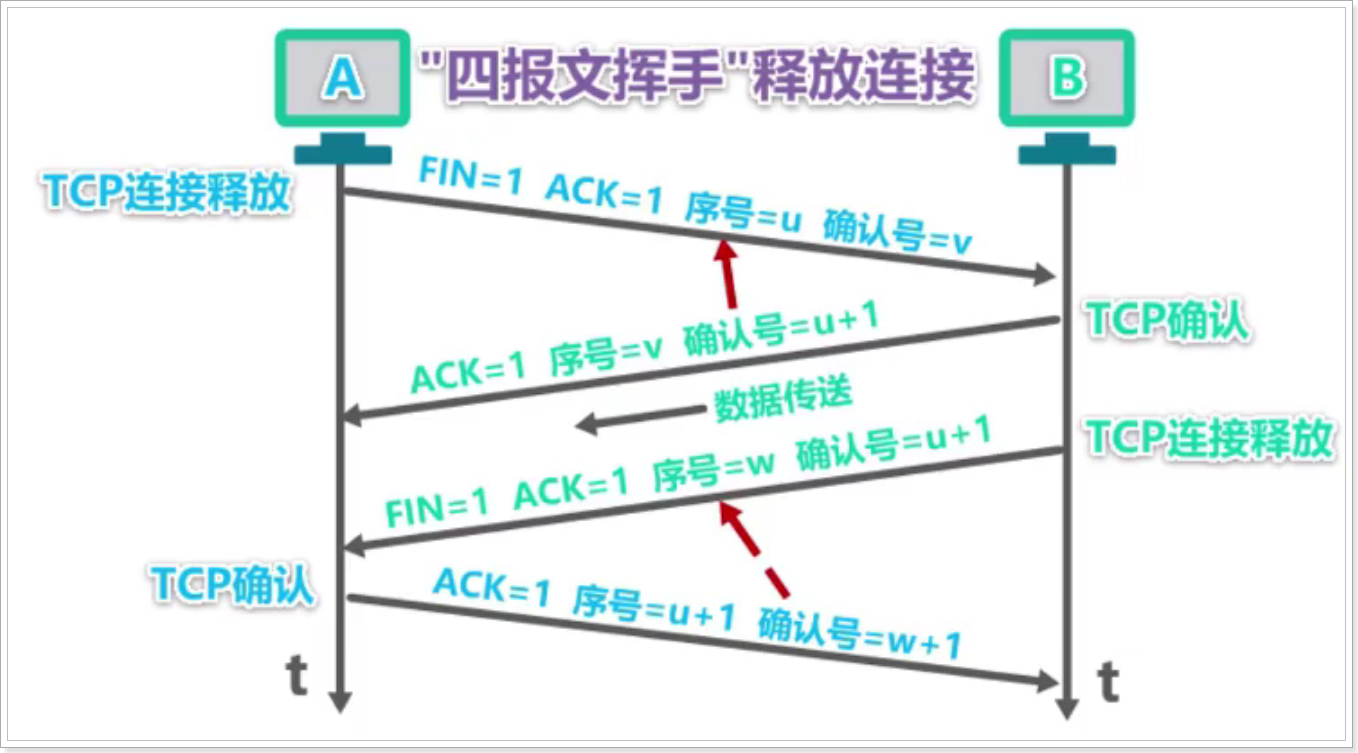 A
"四报文挥手"释放连接
B
TCP连接释放
FIN=1 ACK=1 序号=u 确认号=v
TCP确认
ACK=1 序号=v 确认号=u+1
数据传送
TCP连接释放
FIN=1 ACK=1 序号=w 确认号=u+1
TCP确认
ACK=1 序号=u+1 确认号=w+1
t
t